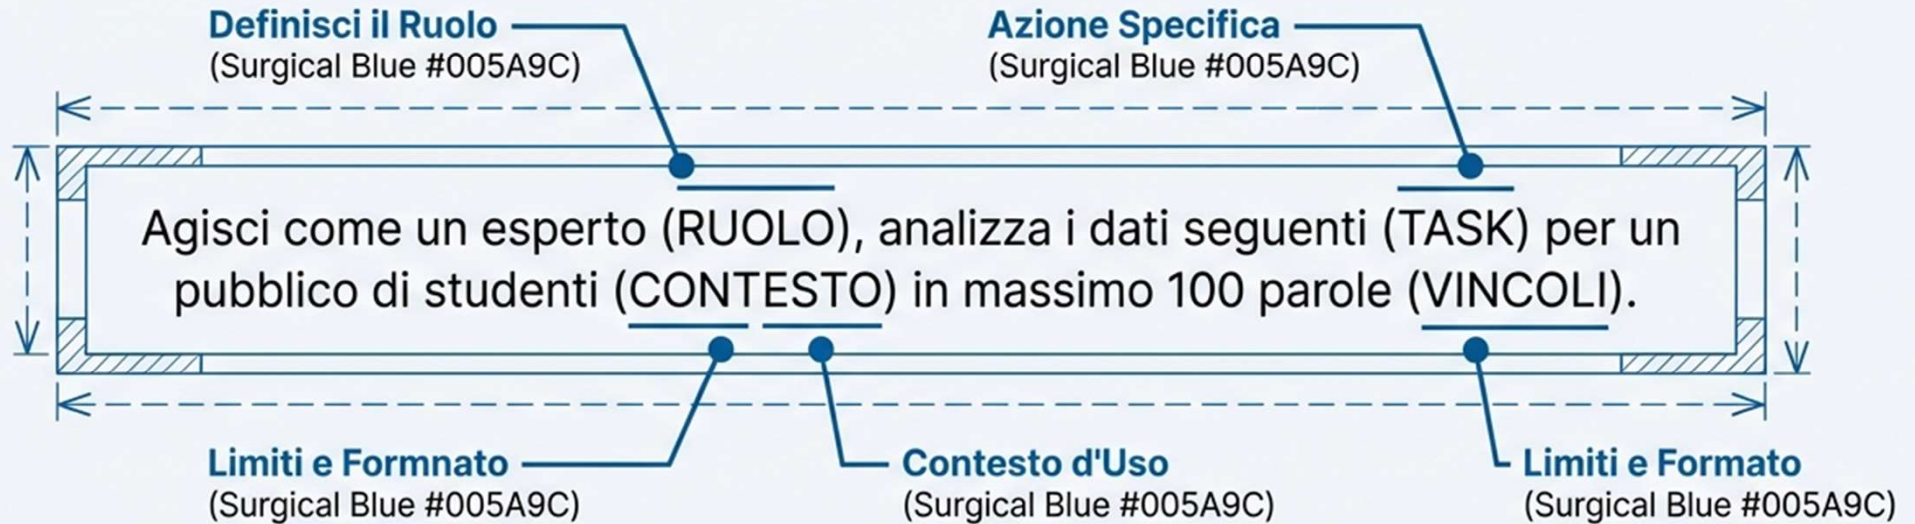 Definisci il Ruolo
(Surgical Blue #005A9C)
Azione Specifica
(Surgical Blue #005A9C)
Agisci come un esperto (RUOLO), analizza i dati seguenti (TASK) per un
pubblico di studenti (CONTESTO) in massimo 100 parole (VINCOLI).
Limiti e Formnato
(Surgical Blue #005A9C)
Contesto d'Uso
(Surgical Blue #005A9C)
Limiti e Formato
(Surgical Blue #005A9C)